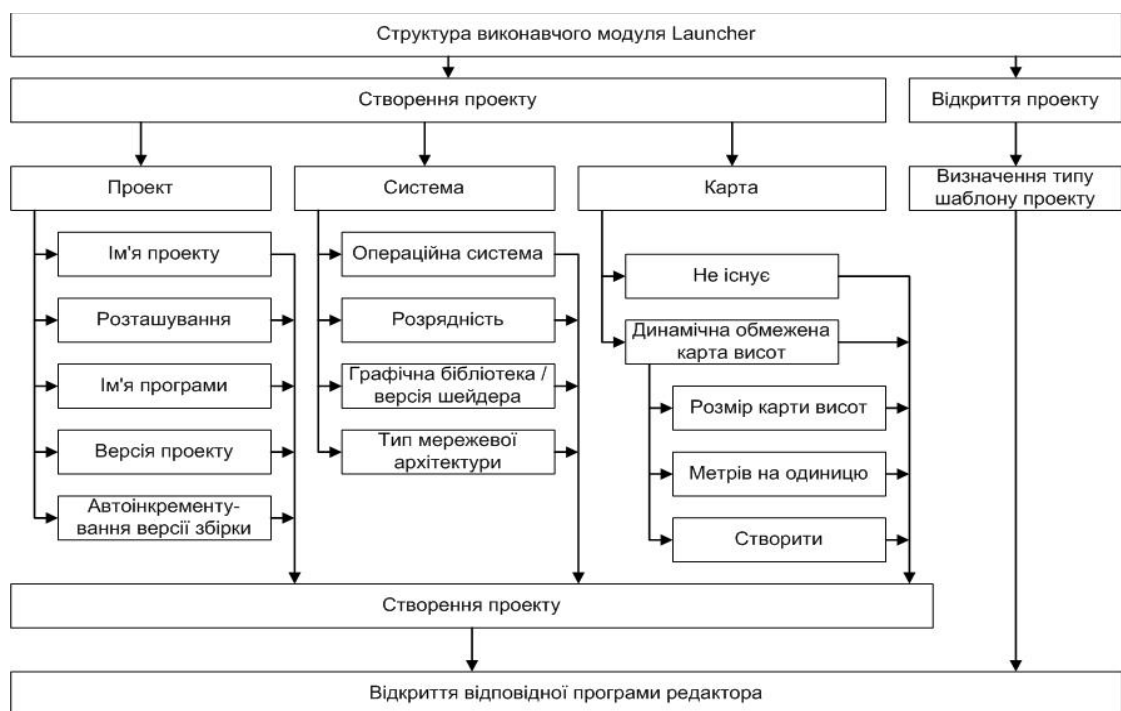 Структура виконавчого модуля Launcher
Створення проекту
Відкриття проекту
Проект
Система
Карта
Визначення типу
шаблону проекту
Ім'я проекту
Розташування
Ім'я програми
Версія проекту
Автоінкременту-
вання версії збірки
Операційна система
Розрядність
Графічна бібліотека /
версія шейдера
Тип мережевої
архітектури
Не існує
Динамічна обмежена
карта висот
Розмір карти висот
Метрів на одиницю
Створити
Створення проекту
Відкриття відповідної програми редактора